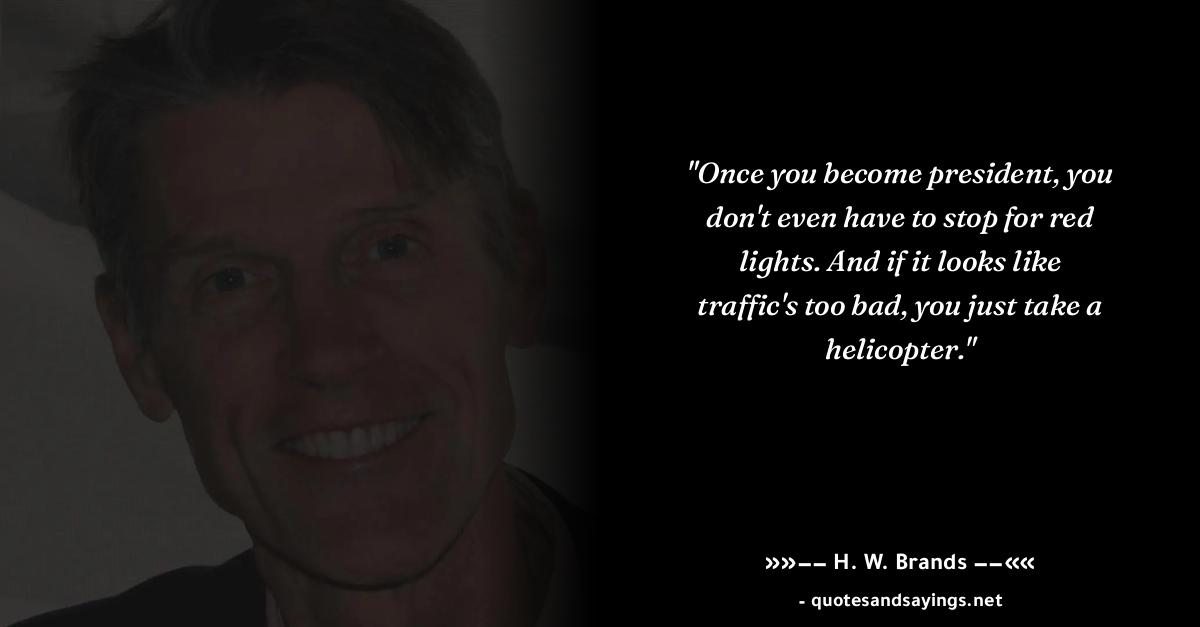 "Once you become president, you
don't even have to stop for red
lights. And if it looks like
traffic's too bad, you just take a
helicopter."
»»−− H. W. Brands −−««
- quotesandsayings.net